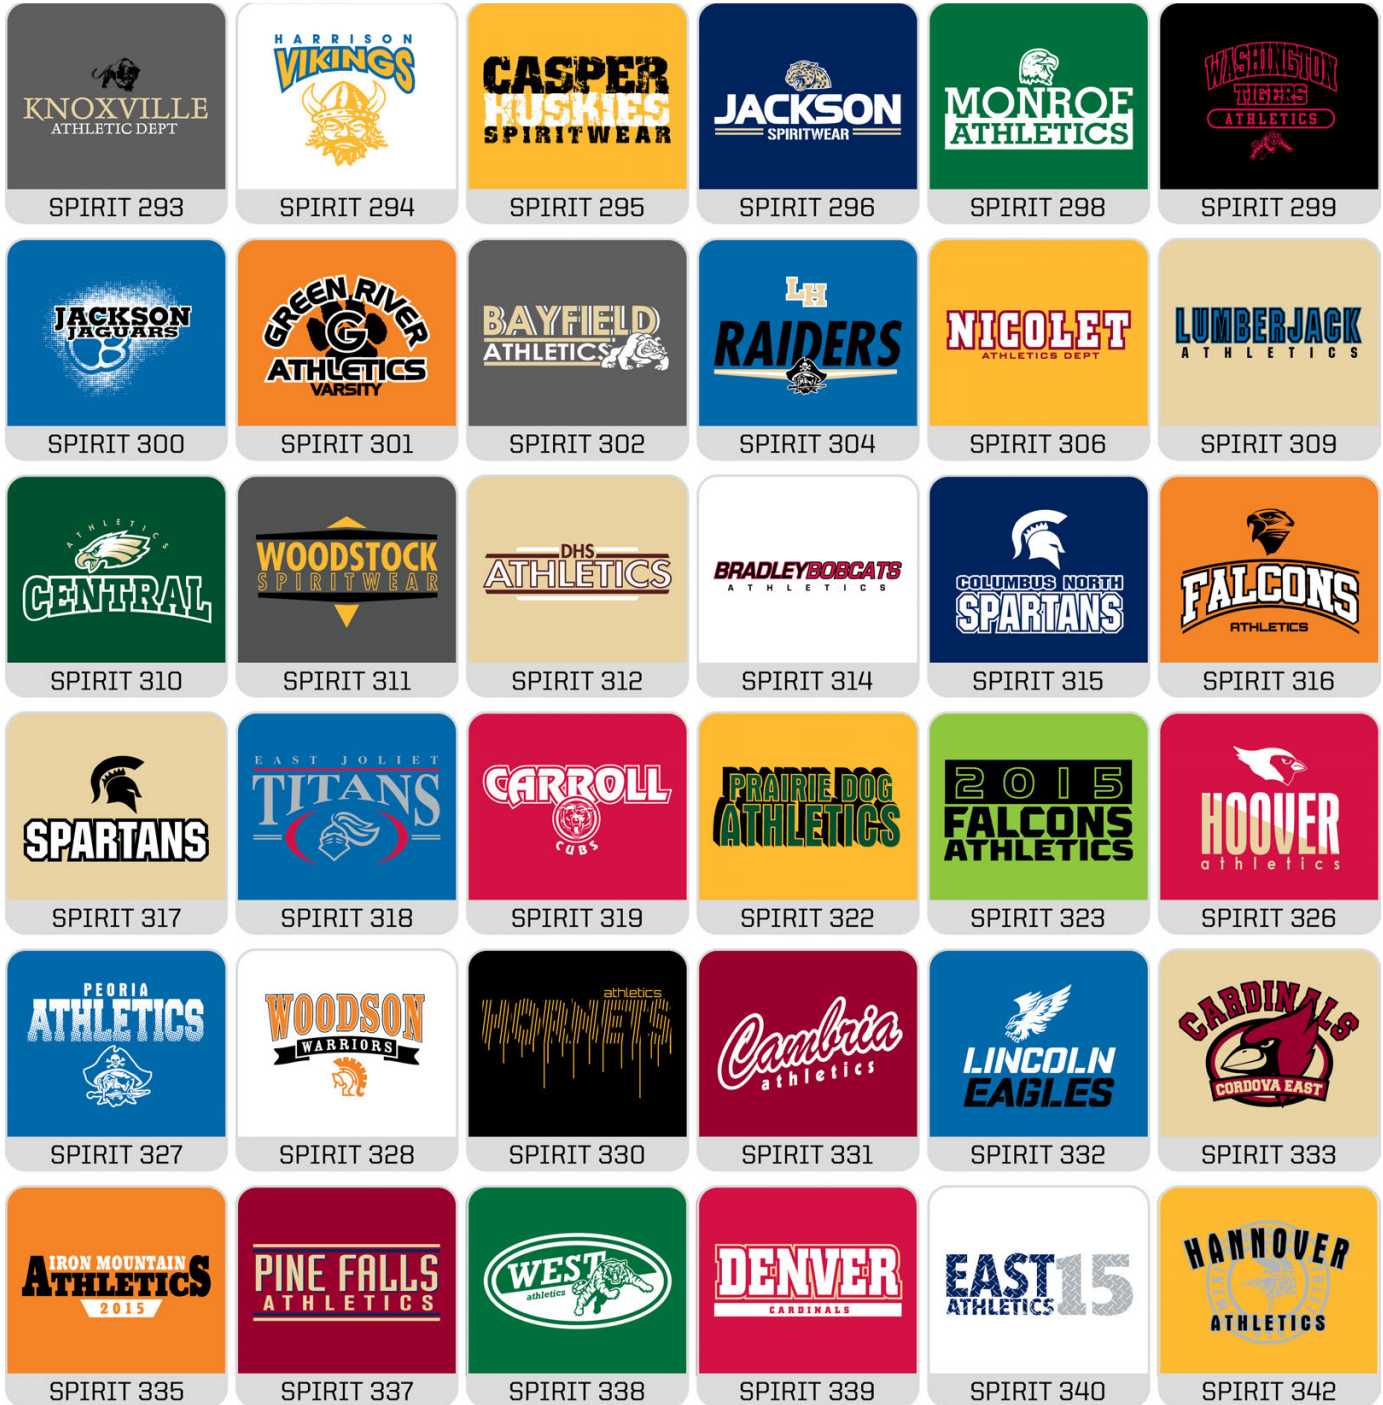 KNOXVILLE
ATHLETIC DEPT
SPIRIT 293
HARRISON
VIKINGS
SPIRIT 294
CASPER
HUSKIES
SPIRITWEAR
SPIRIT 295
JACKSON
SPIRITWEAR
SPIRIT 296
MONROE
ATHLETICS
SPIRIT 298
WASHINGTON
TIGERS
ATHLETICS
SPIRIT 299
JACKSON
JAGUARS
SPIRIT 300
GREEN RIVER
G
ATHLETICS
VARSITY
SPIRIT 301
BAYFIELD
ATHLETICS
SPIRIT 302
LH
RAIDERS
SPIRIT 304
NICOLET
ATHLETICS DEPT
SPIRIT 306
LUMBERJACK
ATHLETICS
SPIRIT 309
ATHLETICS
CENTRAL
SPIRIT 310
WOODSTOCK
SPIRITWEAR
SPIRIT 311
DHS
ATHLETICS
SPIRIT 312
BRADLEYBOBCATS
ATHLETICS
SPIRIT 314
COLUMBUS NORTH
SPARTANS
SPIRIT 315
FALCONS
ATHLETICS
SPIRIT 316
SPARTANS
SPIRIT 317
EAST JOLIET
TITANS
SPIRIT 318
CARROLL
CUBS
SPIRIT 319
PRAIRIE DOG
ATHLETICS
SPIRIT 322
2015
FALCONS
ATHLETICS
SPIRIT 323
HOOVER
athletics
SPIRIT 326
PEORIA
ATHLETICS
SPIRIT 327
WOODSON
WARRIORS
SPIRIT 328
athletics
HORNETS
SPIRIT 330
Cambria
athletics
SPIRIT 331
LINCOLN
EAGLES
SPIRIT 332
CARDINALS
CORDOVA EAST
SPIRIT 333
IRON MOUNTAIN
ATHLETICS
2015
SPIRIT 335
PINE FALLS
ATHLETICS
SPIRIT 337
WEST
athletics
SPIRIT 338
DENVER
CARDINALS
SPIRIT 339
EAST 15
ATHLETICS
SPIRIT 340
HANNOVER
ATHLETICS
SPIRIT 342